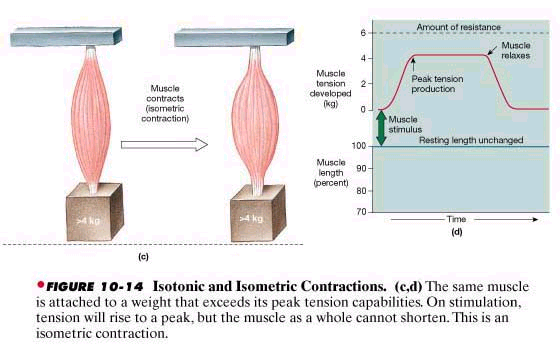 Muscle
contracts
(isometric
contraction)
>4 kg
>4 kg
(c)
Amount of resistance
6
4
2
0
Muscle
tension
developed
(kg)
Muscle
relaxes
Peak tension
production
Muscle
stimulus
Resting length unchanged
100
90
80
70
Muscle
length
(percent)
Time
(d)
•FIGURE 10-14 Isotonic and Isometric Contractions. (c,d) The same muscle
is attached to a weight that exceeds its peak tension capabilities. On stimulation,
tension will rise to a peak, but the muscle as a whole cannot shorten. This is an
isometric contraction.